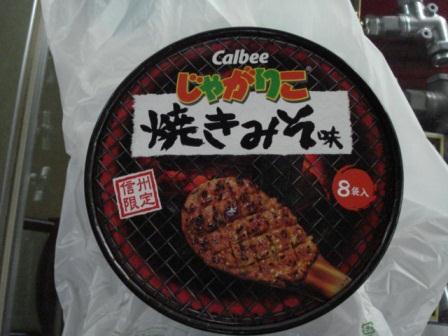 Calbee
じゃがりこ
焼きみそ味
信州
限定
8袋入